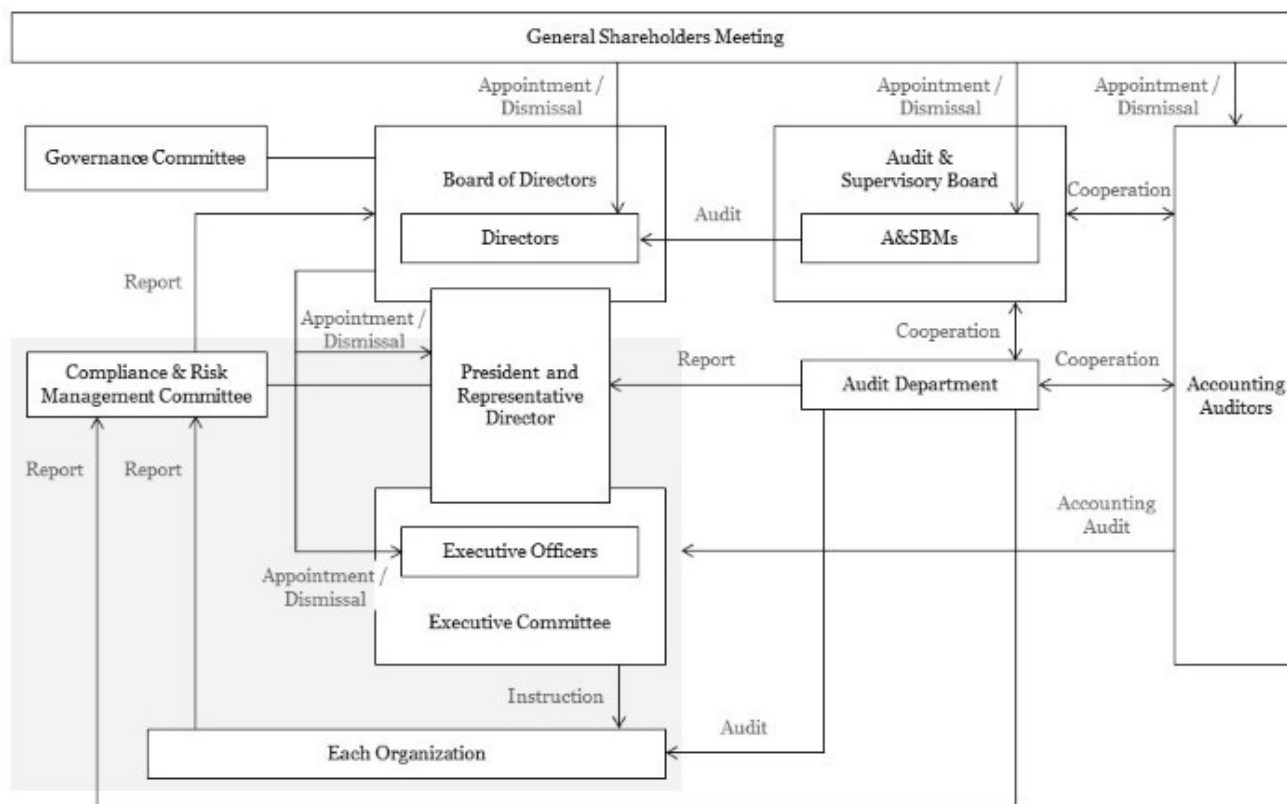 General Shareholders Meeting
Appointment /
Dismissal
Appointment /
Dismissal
Appointment /
Dismissal
Governance Committee
Board of Directors
Audit &
Supervisory Board
Cooperation
Directors
Audit
A&SBMs
Report
Appointment /
Dismissal
Cooperation
Compliance & Risk
Management Committee
President and
Representative
Director
Report
Audit Department
Cooperation
Accounting
Auditors
Report
Report
Accounting
Audit
Executive Officers
Appointment /
Dismissal
Executive Committee
Instruction
Each Organization
Audit